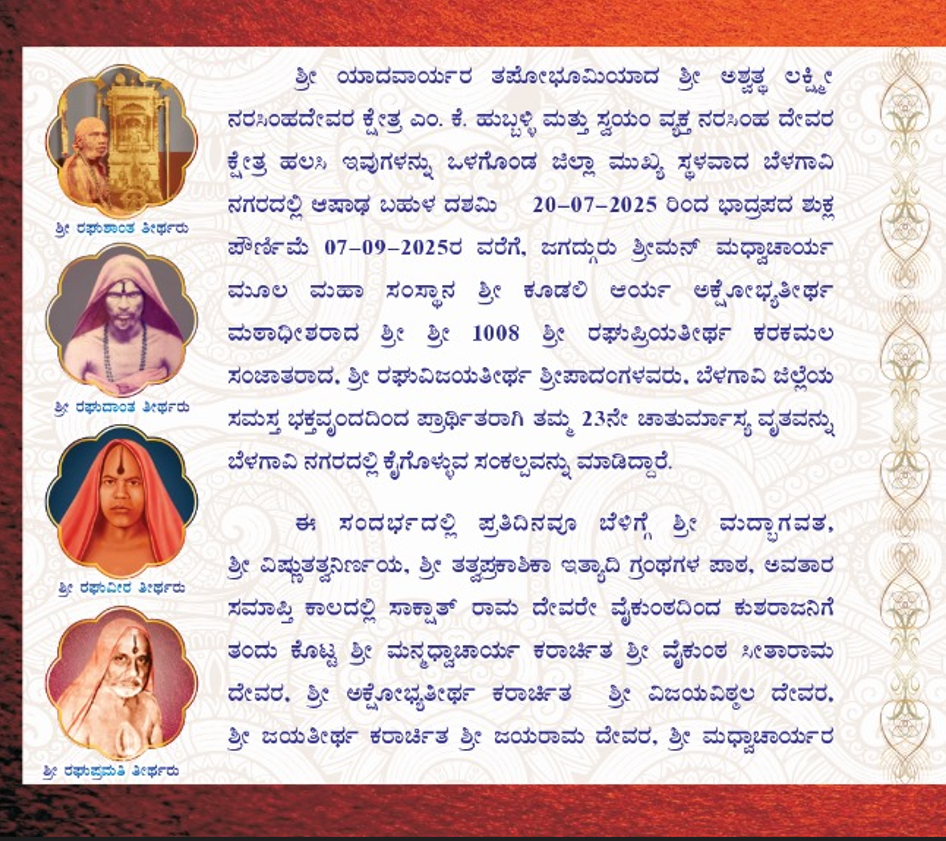 ಶ್ರೀ ಯಾದವಾರ್ಯರ ತಪೋಭೂಮಿಯಾದ ಶ್ರೀ ಅಶ್ವತ್ಥ ಲಕ್ಷ್ಮೀ
ನರಸಿಂಹದೇವರ ಕ್ಷೇತ್ರ ಎಂ. ಕೆ. ಹುಬ್ಬಳ್ಳಿ ಮತ್ತು ಸ್ವಯಂ ವ್ಯಕ್ತ ನರಸಿಂಹ ದೇವರ
ಕ್ಷೇತ್ರ ಹಲಸಿ ಇವುಗಳನ್ನು ಒಳಗೊಂಡ ಜಿಲ್ಲಾ ಮುಖ್ಯ ಸ್ಥಳವಾದ ಬೆಳಗಾವಿ
ನಗರದಲ್ಲಿ ಆಷಾಢ ಬಹುಳ ದಶಮಿ 20-07-2025 ರಿಂದ ಭಾದ್ರಪದ ಶುಕ್ಲ
ಪೌರ್ಣಿಮೆ 07-09-2025ರ ವರೆಗೆ, ಜಗದ್ಗುರು ಶ್ರೀಮನ್ ಮಧ್ವಾಚಾರ್ಯ
ಮೂಲ ಮಹಾ ಸಂಸ್ಥಾನ ಶ್ರೀ ಕೂಡಲಿ ಆರ್ಯ ಅಕ್ಷೋಭ್ಯತೀರ್ಥ
ಮಠಾಧೀಶರಾದ ಶ್ರೀ ಶ್ರೀ 1008 ಶ್ರೀ ರಘುಪ್ರಿಯತೀರ್ಥ ಕರಕಮಲ
ಸಂಜಾತರಾದ, ಶ್ರೀ ರಘುವಿಜಯತೀರ್ಥ ಶ್ರೀಪಾದಂಗಳವರು, ಬೆಳಗಾವಿ ಜಿಲ್ಲೆಯ
ಸಮಸ್ತ ಭಕ್ತವೃಂದದಿಂದ ಪ್ರಾರ್ಥಿತರಾಗಿ ತಮ್ಮ 23ನೇ ಚಾತುರ್ಮಾಸ್ಯ ವೃತವನ್ನು
ಬೆಳಗಾವಿ ನಗರದಲ್ಲಿ ಕೈಗೊಳ್ಳುವ ಸಂಕಲ್ಪವನ್ನು ಮಾಡಿದ್ದಾರೆ.
ಈ ಸಂದರ್ಭದಲ್ಲಿ ಪ್ರತಿದಿನವೂ ಬೆಳಿಗ್ಗೆ ಶ್ರೀ ಮದ್ಭಾಗವತ,
ಶ್ರೀ ವಿಷ್ಣುತತ್ವನಿರ್ಣಯ, ಶ್ರೀ ತತ್ವಪ್ರಕಾಶಿಕಾ ಇತ್ಯಾದಿ ಗ್ರಂಥಗಳ ಪಾಠ, ಅವತಾರ
ಸಮಾಪ್ತಿ ಕಾಲದಲ್ಲಿ ಸಾಕ್ಷಾತ್ ರಾಮ ದೇವರೇ ವೈಕುಂಠದಿಂದ ಕುಶರಾಜನಿಗೆ
ತಂದು ಕೊಟ್ಟ ಶ್ರೀ ಮನ್ಮಧ್ವಾಚಾರ್ಯ ಕರಾರ್ಚಿತ ಶ್ರೀ ವೈಕುಂಠ ಸೀತಾರಾಮ
ದೇವರ, ಶ್ರೀ ಅಕ್ಷೋಭ್ಯತೀರ್ಥ ಕರಾರ್ಚಿತ ಶ್ರೀ ವಿಜಯವಿಠ್ಠಲ ದೇವರ,
ಶ್ರೀ ಜಯತೀರ್ಥ ಕರಾರ್ಚಿತ ಶ್ರೀ ಜಯರಾಮ ದೇವರ, ಶ್ರೀ ಮಧ್ವಾಚಾರ್ಯರ
ಶ್ರೀ ರಘುಶಾಂತ ತೀರ್ಥರು
ಶ್ರೀ ರಘುದಾಂತ ತೀರ್ಥರು
ಶ್ರೀ ರಘುವೀರ ತೀರ್ಥರು
ಶ್ರೀ ರಘುಪ್ರಮತಿ ತೀರ್ಥರು